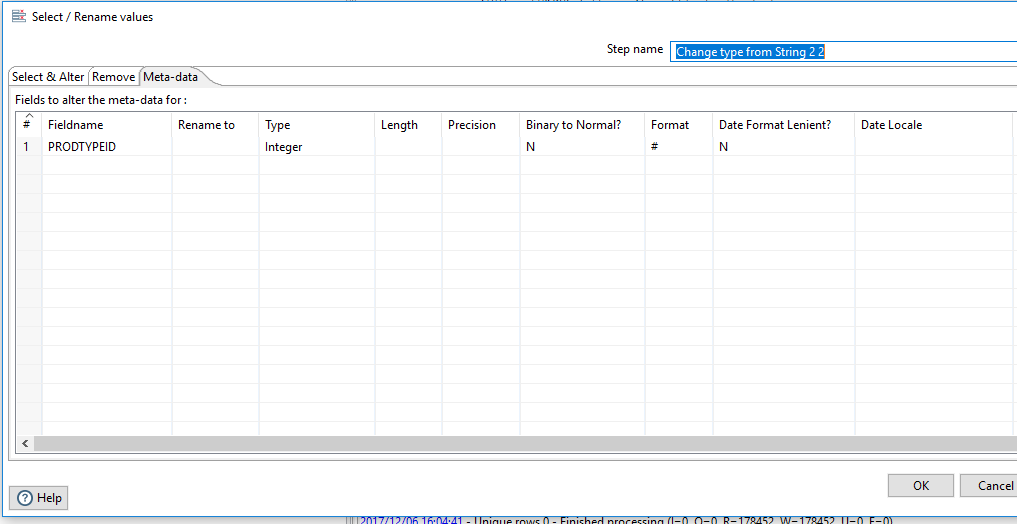 Select / Rename values
Step name Change type from String 2 2
Select & Alter Remove Meta-data
Fields to alter the meta-data for :
# Fieldname Rename to Type Length Precision Binary to Normal? Format Date Format Lenient? Date Locale
1 PRODTYPEID Integer N # N
OK Cancel
Help
2017/12/06 16:04:41 - Unique rows 0 - Finished processing (I=0, O=0, R=178452, W=178452, U=0, E=0)